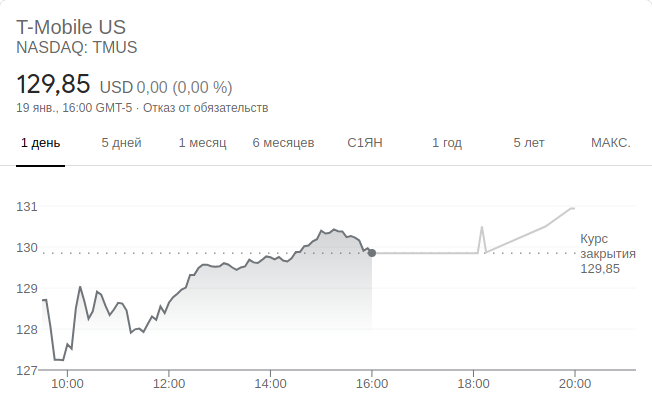 T-Mobile US
NASDAQ: TMUS
129,85 USD 0,00 (0,00 %)
19 янв., 16:00 GMT-5 · Отказ от обязательств
1 день 5 дней 1 месяц 6 месяцев С1ЯН 1 год 5 лет МАКС.
131
130
129
128
127
Курс
закрытия
129,85
10:00 12:00 14:00 16:00 18:00 20:00